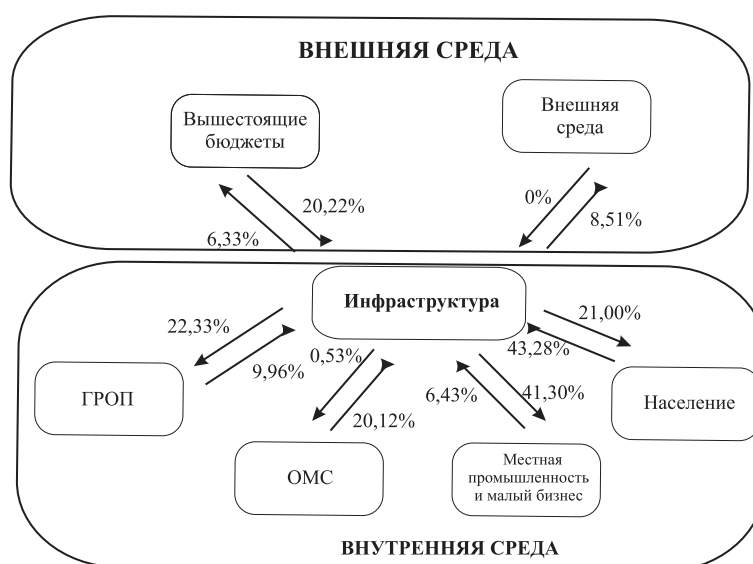 ВНЕШНЯЯ СРЕДА
Вышестоящие
бюджеты
Внешняя
среда
20,22%
6,33%
0%
8,51%
Инфраструктура
22,33%
9,96%
0,53%
20,12%
6,43%
41,30%
21,00%
43,28%
ГРОП
ОМС
Местная
промышленность
и малый бизнес
Население
ВНУТРЕННЯЯ СРЕДА